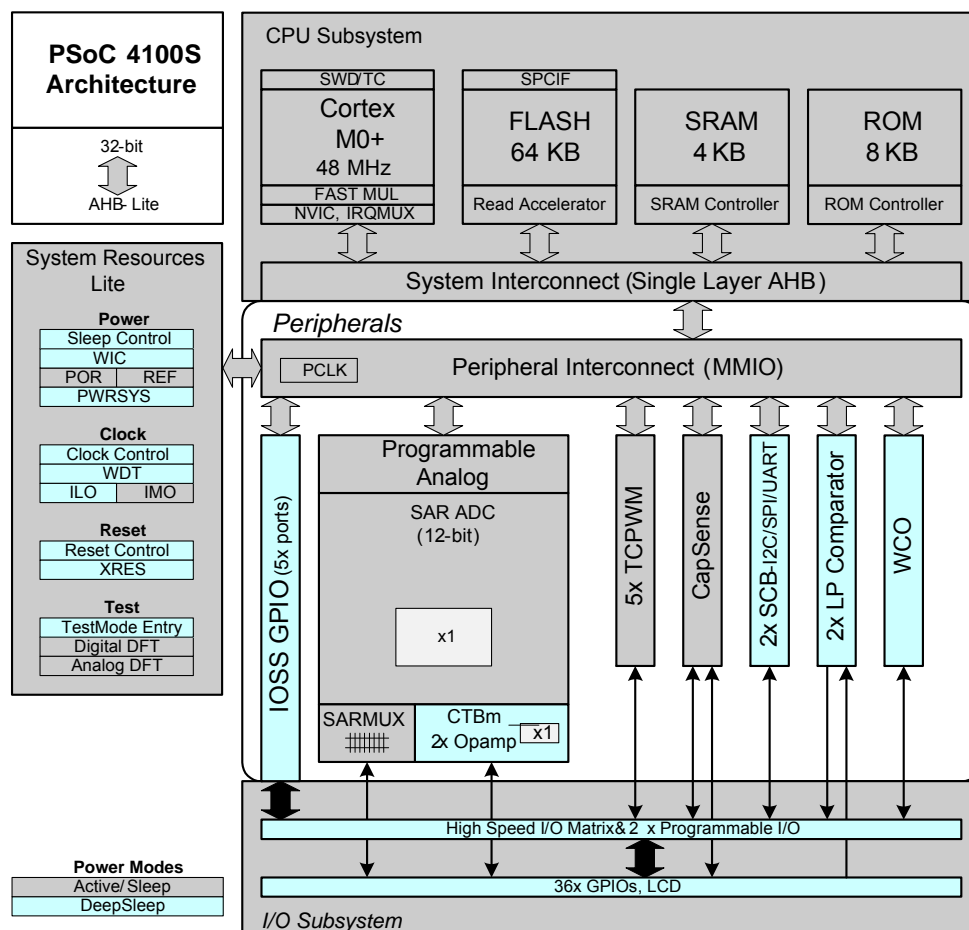 PSoC 4100S
Architecture
32-bit
AHB- Lite
CPU Subsystem
SWD/TC
Cortex
M0+
48 MHz
FAST MUL
NVIC, IRQMUX
SPCIF
FLASH
64 KB
Read Accelerator
SRAM
4 KB
SRAM Controller
ROM
8 KB
ROM Controller
System Interconnect (Single Layer AHB)
System Resources
Lite
Power
Sleep Control
WIC
POR REF
PWRSYS
Clock
Clock Control
WDT
ILO IMO
Reset
Reset Control
XRES
Test
TestMode Entry
Digital DFT
Analog DFT
Peripherals
PCLK
Peripheral Interconnect (MMIO)
IOSS GPIO (5x ports)
Programmable
Analog
SAR ADC
(12-bit)
x1
SARMUX
CTBm
2x Opamp
x1
5x TCPWM
CapSense
2x SCB-I2C/SPI/UART
2x LP Comparator
WCO
High Speed I/O Matrix& 2 x Programmable I/O
36x GPIOs, LCD
I/O Subsystem
Power Modes
Active/ Sleep
DeepSleep